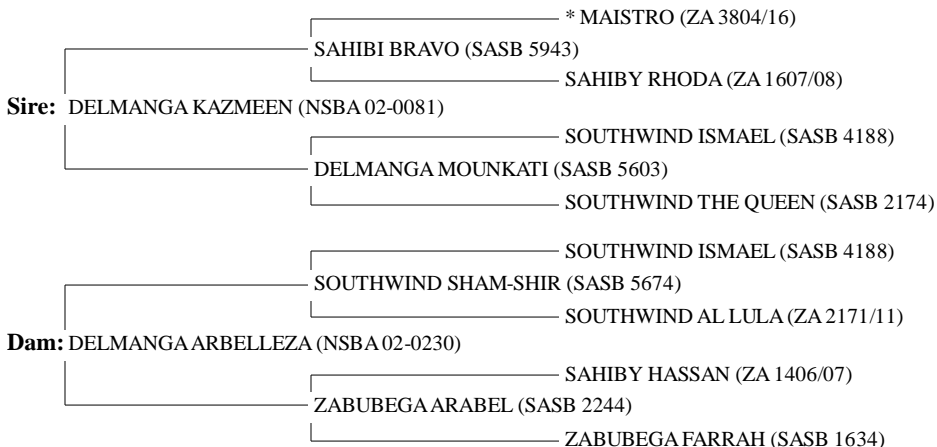 * MAISTRO (ZA 3804/16)
SAHIBI BRAVO (SASB 5943)
SAHIBY RHODA (ZA 1607/08)
Sire: DELMANGA KAZMEEN (NSBA 02-0081)
SOUTHWIND ISMAEL (SASB 4188)
DELMANGA MOUNKATI (SASB 5603)
SOUTHWIND THE QUEEN (SASB 2174)
SOUTHWIND ISMAEL (SASB 4188)
SOUTHWIND SHAM-SHIR (SASB 5674)
SOUTHWIND AL LULA (ZA 2171/11)
Dam: DELMANGA ARBELLEZA (NSBA 02-0230)
SAHIBY HASSAN (ZA 1406/07)
ZABUBEGA ARABEL (SASB 2244)
ZABUBEGA FARRAH (SASB 1634)